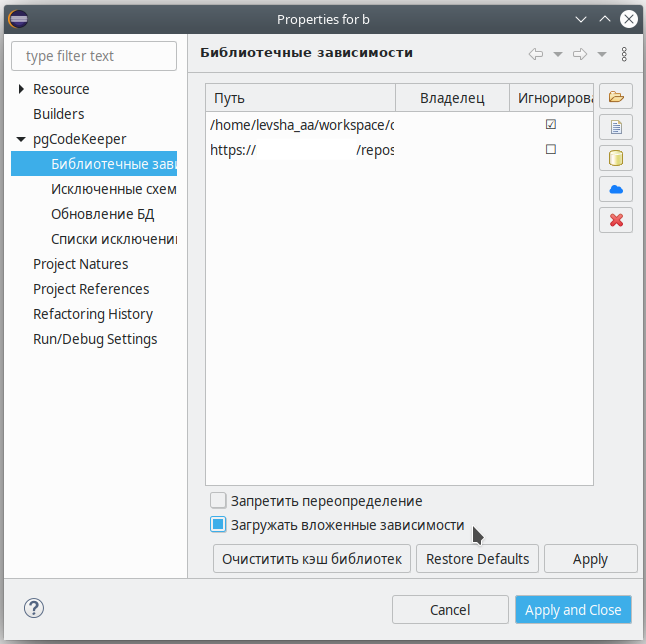 Properties for b
type filter text
Resource
Builders
pgCodeKeeper
Библиотечные зави
Исключенные схем
Обновление БД
Списки исключени
Project Natures
Project References
Refactoring History
Run/Debug Settings
Библиотечные зависимости
Путь Владелец Игнорирова
/home/levsha_aa/workspace/c
https:// /repos
Запретить переопределение
Загружать вложенные зависимости
Очиститить кэш библиотек Restore Defaults Apply
Cancel Apply and Close